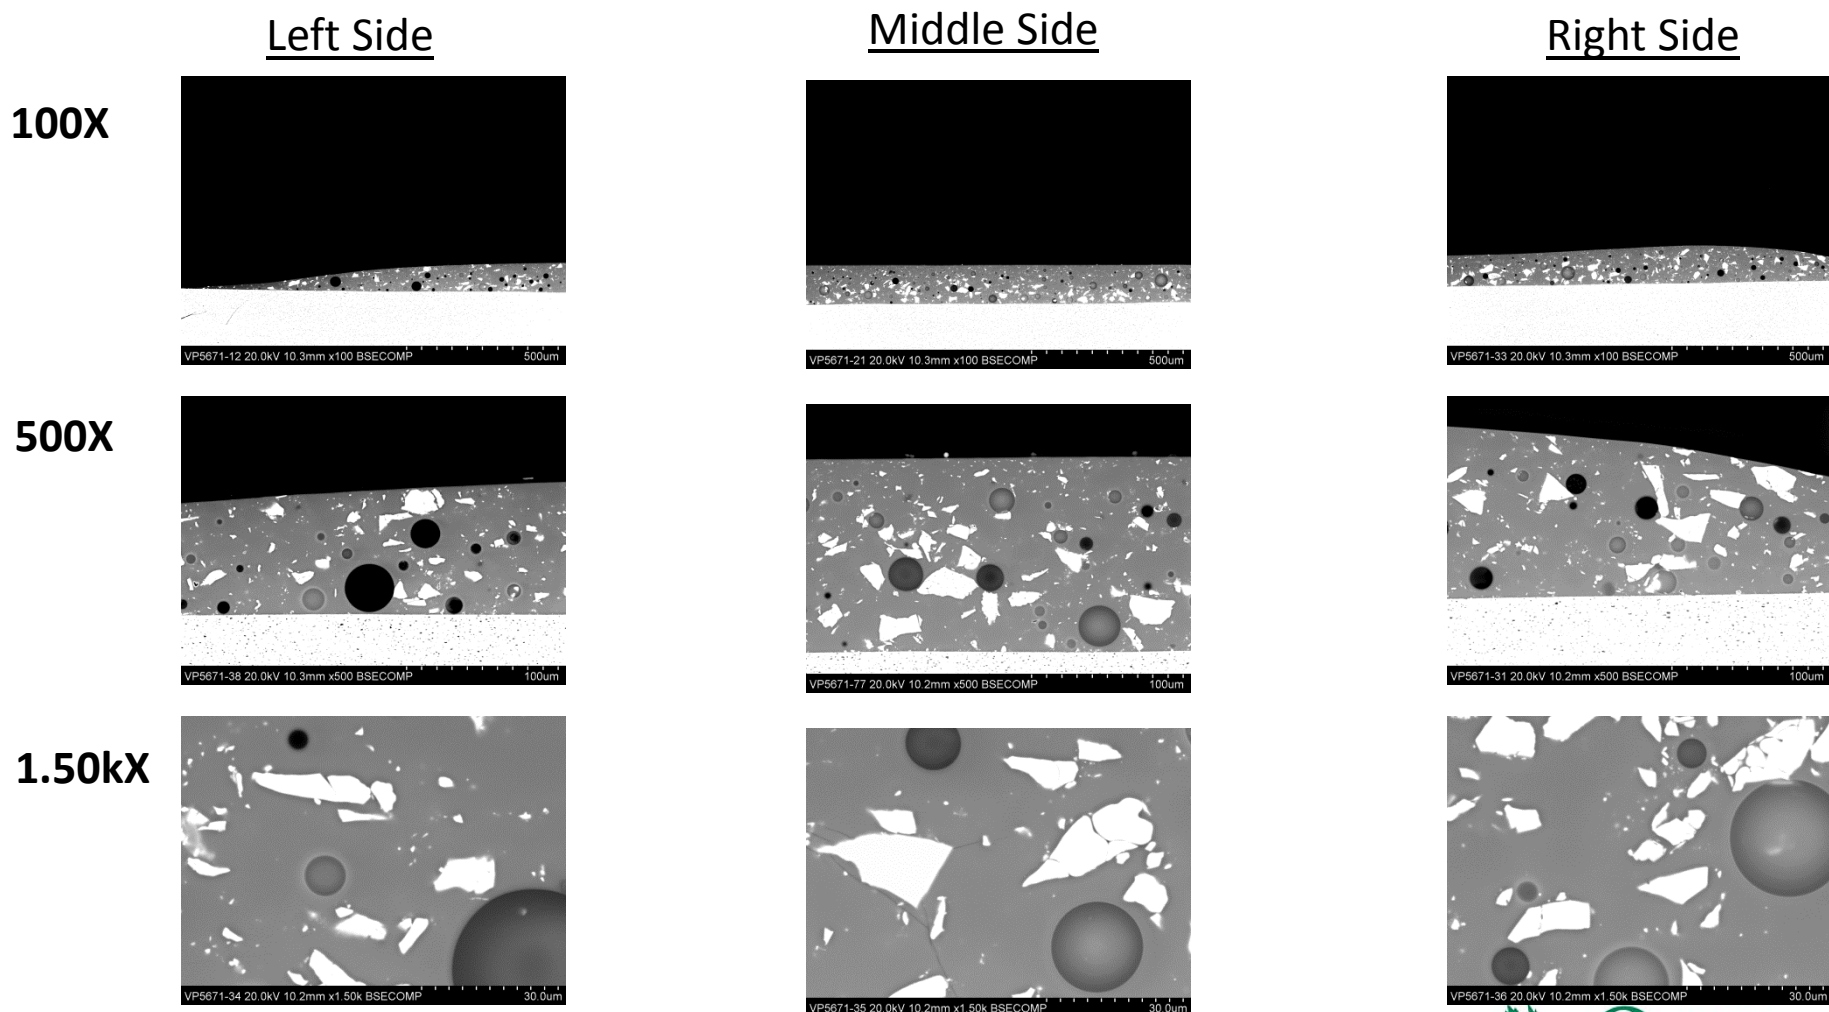 Left Side
Middle Side
Right Side
100X
VP5671-12 20.0kV 10.3mm x100 BSECOMP 500um
VP5671-21 20.0kV 10.3mm x100 BSECOMP 500um
VP5671-33 20.0kV 10.3mm x100 BSECOMP 500um
500X
VP5671-38 20.0kV 10.3mm x500 BSECOMP 100um
VP5671-77 20.0kV 10.2mm x500 BSECOMP 100um
VP5671-31 20.0kV 10.2mm x500 BSECOMP 100um
1.50kX
VP5671-34 20.0kV 10.2mm x1.50k BSECOMP 30.0um
VP5671-35 20.0kV 10.2mm x1.50k BSECOMP 30.0um
VP5671-36 20.0kV 10.2mm x1.50k BSECOMP 30.0um